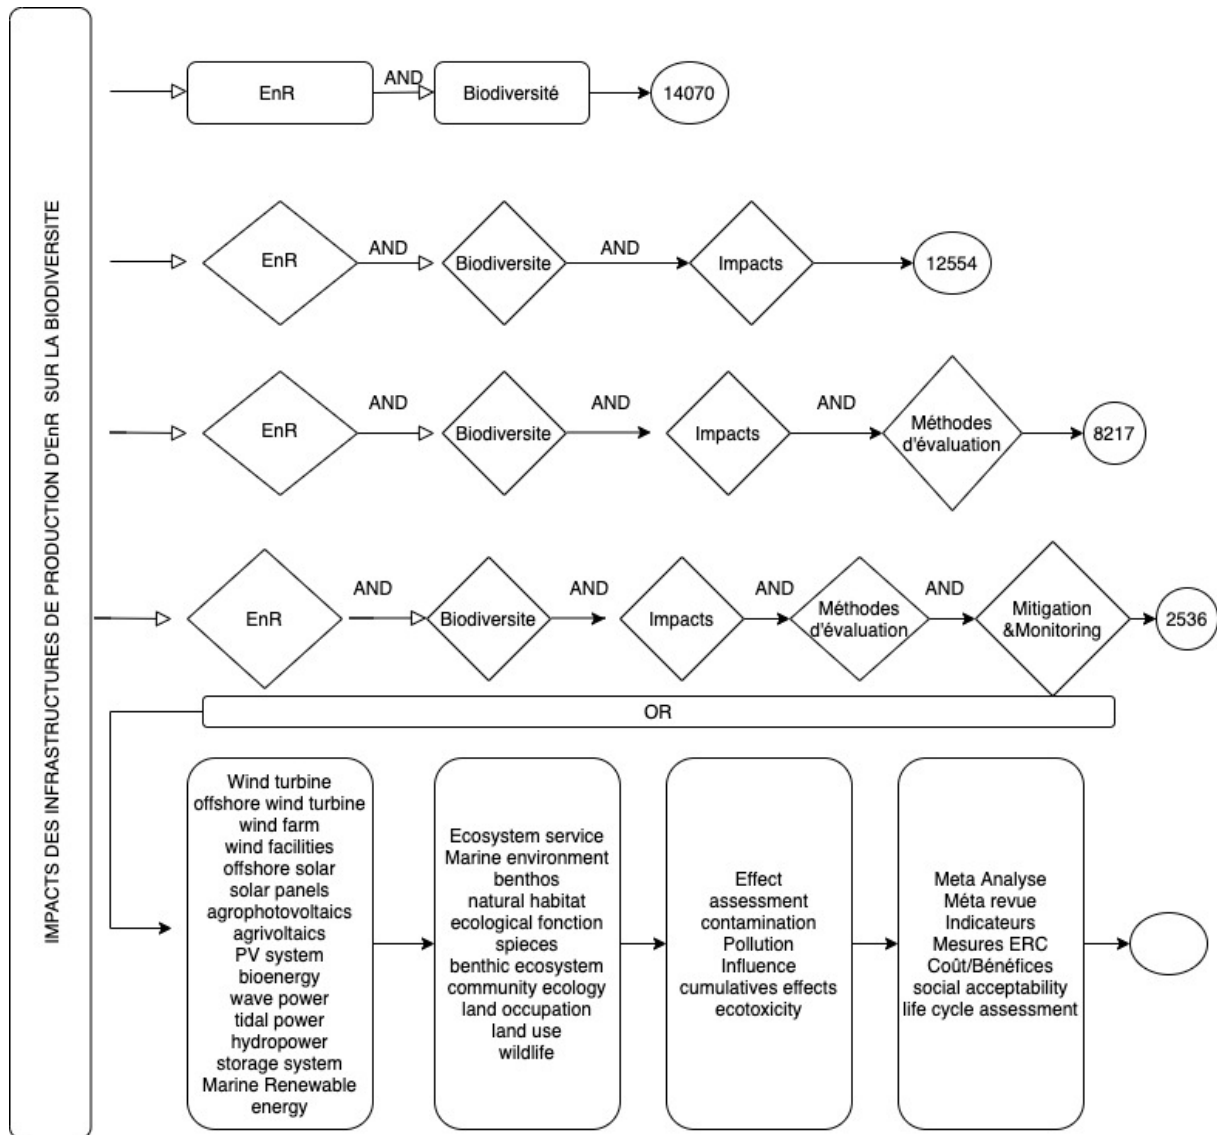 IMPACTS DES INFRASTRUCTURES DE PRODUCTION D'EnR SUR LA BIODIVERSITE
EnR
AND
Biodiversité
14070
EnR
AND
Biodiversite
AND
Impacts
12554
EnR
AND
Biodiversite
AND
Impacts
AND
Méthodes
d'évaluation
8217
EnR
AND
Biodiversite
AND
Impacts
AND
Méthodes
d'évaluation
AND
Mitigation
&Monitoring
2536
OR
Wind turbine
offshore wind turbine
wind farm
wind facilities
offshore solar
solar panels
agrophotovoltaics
agrivoltaics
PV system
bioenergy
wave power
tidal power
hydropower
storage system
Marine Renewable
energy
Ecosystem service
Marine environment
benthos
natural habitat
ecological fonction
spieces
benthic ecosystem
community ecology
land occupation
land use
wildlife
Effect
assessment
contamination
Pollution
Influence
cumulatives effects
ecotoxicity
Meta Analyse
Méta revue
Indicateurs
Mesures ERC
Coût/Bénéfices
social acceptability
life cycle assessment